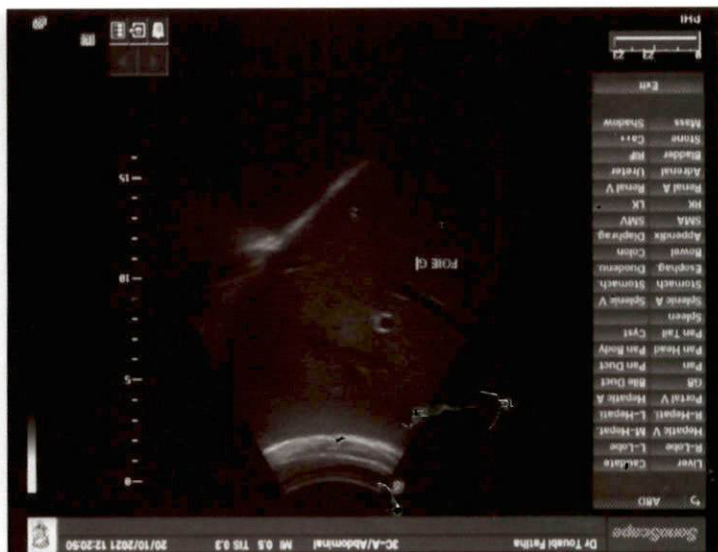 SonoScape
Dr Touabi Fatiha
3C-A/Abdominal
MI 0.5 TIS 0.3
20/10/2021 12:20:50
ABD
Liver Caudate
R-Lobe L-Lobe
Hepatic V M-Hepat.
R-Hepati. L-Hepati
Portal V Hepatic A
GB Bile Duct
Pan Pan Duct
Pan Head Pan Body
Pan Tail Cyst
Spleen
Splenic A Splenic V
Stomach Stomach.
Esophag. Duodenu
Bowel Colon
Appendix Diaphrag
SMA SMV
RK LK
Renal A Renal V
Adrenal Ureter
Bladder
Stone
Mass Shadow
Exit
PHI
FOIE G
0
5
10
15